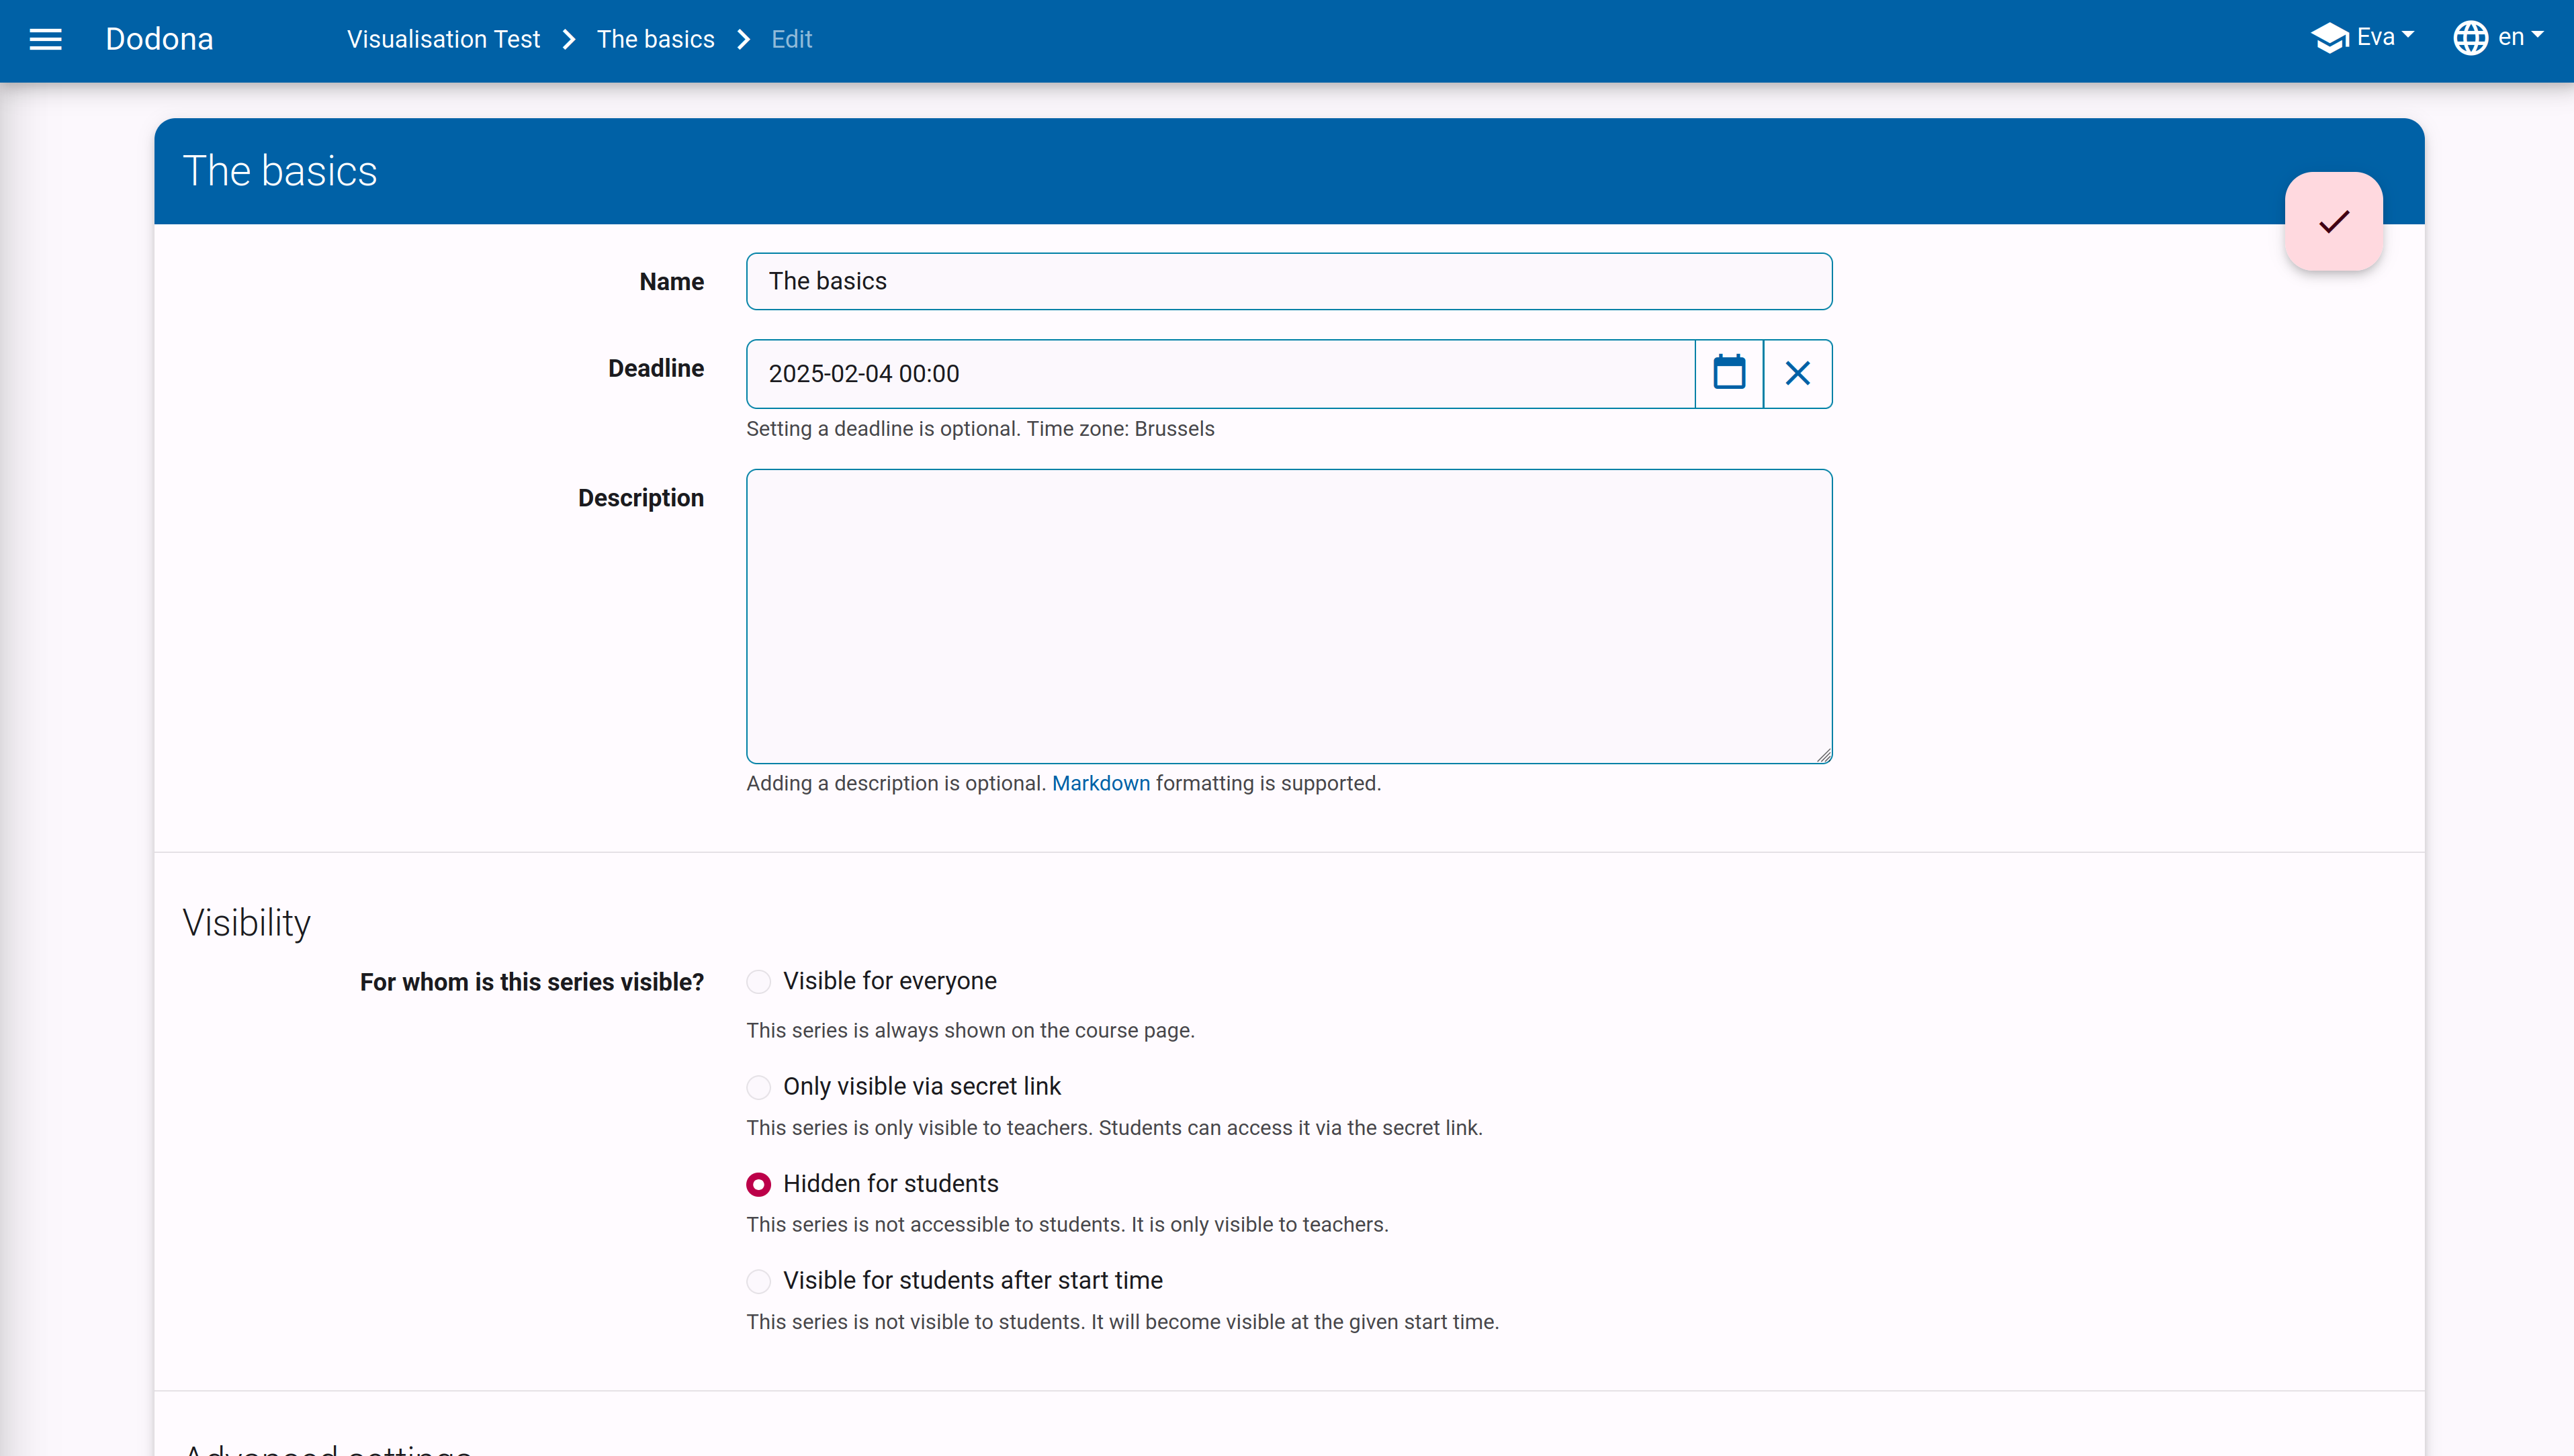 Dodona Visualisation Test The basics Edit Eva en
The basics
Name The basics
Deadline 2025-02-04 00:00
Setting a deadline is optional. Time zone: Brussels
Description
Adding a description is optional. Markdown formatting is supported.
Visibility
For whom is this series visible? Visible for everyone
This series is always shown on the course page.
Only visible via secret link
This series is only visible to teachers. Students can access it via the secret link.
Hidden for students
This series is not accessible to students. It is only visible to teachers.
Visible for students after start time
This series is not visible to students. It will become visible at the given start time.
Advanced settings